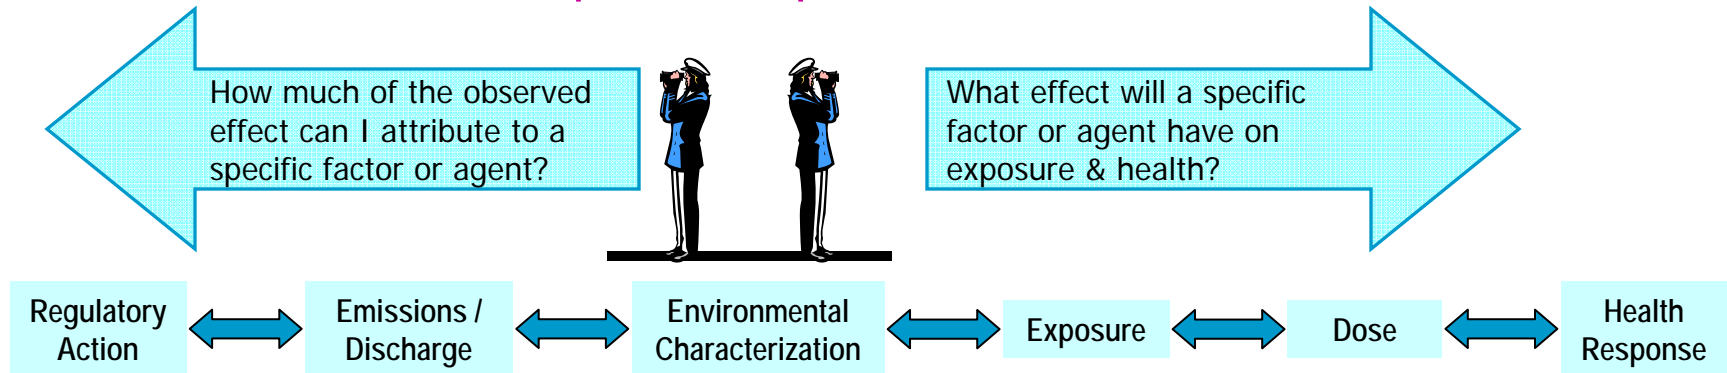 How much of the observed
effect can I attribute to a
specific factor or agent?
What effect will a specific
factor or agent have on
exposure & health?
Regulatory
Action
Emissions /
Discharge
Environmental
Characterization
Exposure
Dose
Health
Response